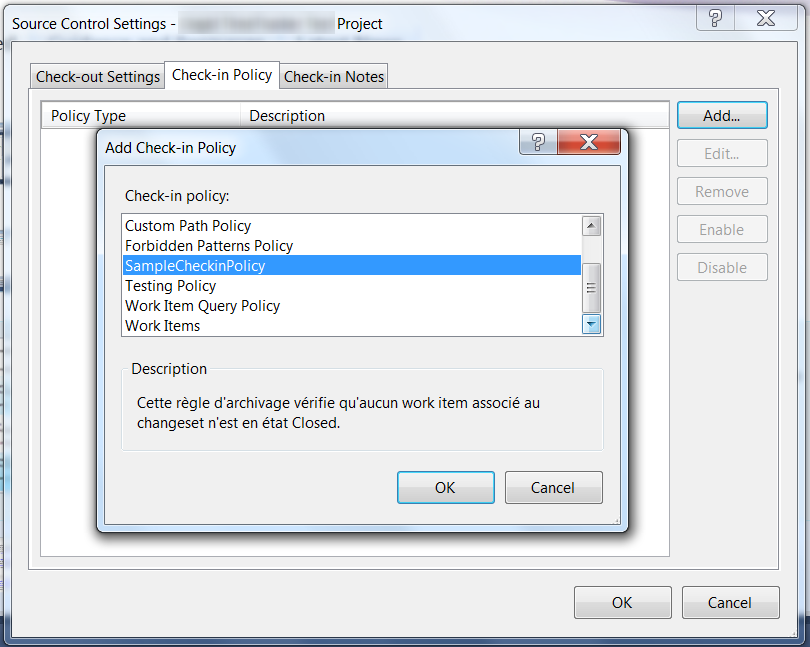 Source Control Settings - Project
Check-out Settings
Check-in Policy
Check-in Notes
Policy Type
Description
Add...
Edit...
Remove
Enable
Disable
Add Check-in Policy
Check-in policy:
Custom Path Policy
Forbidden Patterns Policy
SampleCheckinPolicy
Testing Policy
Work Item Query Policy
Work Items
Description
Cette règle d'archivage vérifie qu'aucun work item associé au
changeset n'est en état Closed.
OK
Cancel
OK
Cancel